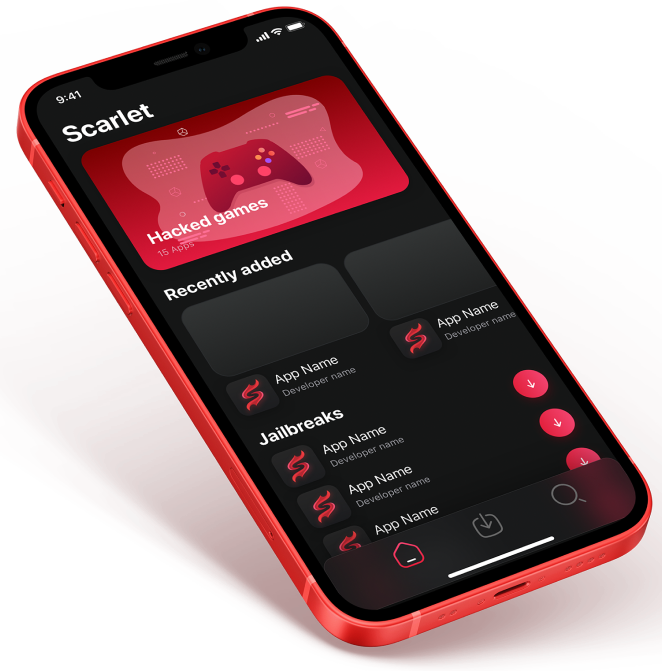 9:41
Scarlet
Hacked games
15 Apps
Recently added
App Name
Developer name
App Name
Developer name
Jailbreaks
App Name
Developer name
App Name
Developer name
App Name